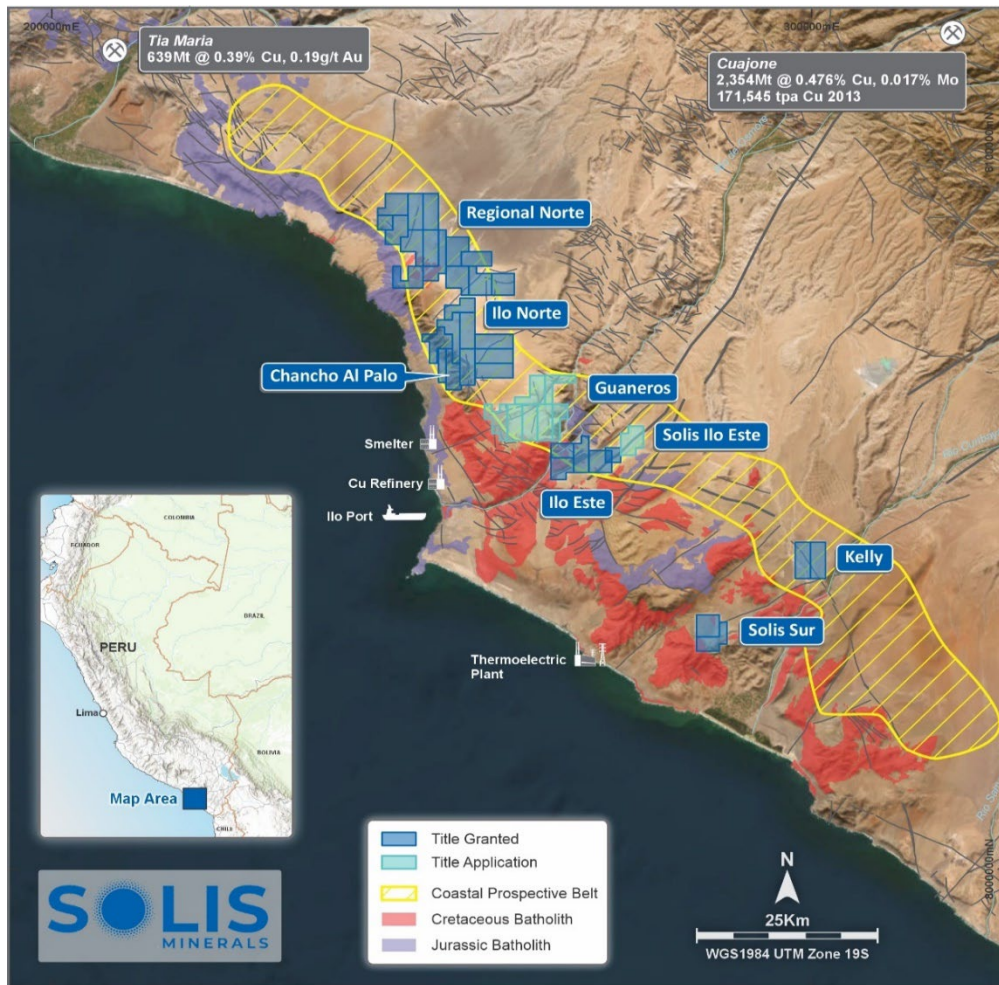 200000mE
300000mE
Tia Maria
639Mt @ 0.39% Cu, 0.19g/t Au
Cuajone
2,354Mt @ 0.476% Cu, 0.017% Mo
171,545 tpa Cu 2013
Regional Norte
Ilo Norte
Chancho Al Palo
Guaneros
Solis Ilo Este
Smelter
Cu Refinery
Ilo Port
Ilo Este
Kelly
Solis Sur
Thermoelectric
Plant
COLOMBIA
ECUADOR
BRAZIL
PERU
Lima
BOLIVIA
Map Area
CHILE
Title Granted
Title Application
Coastal Prospective Belt
Cretaceous Batholith
Jurassic Batholith
N
25Km
WGS1984 UTM Zone 19S
8000000mN
SOLIS
MINERALS